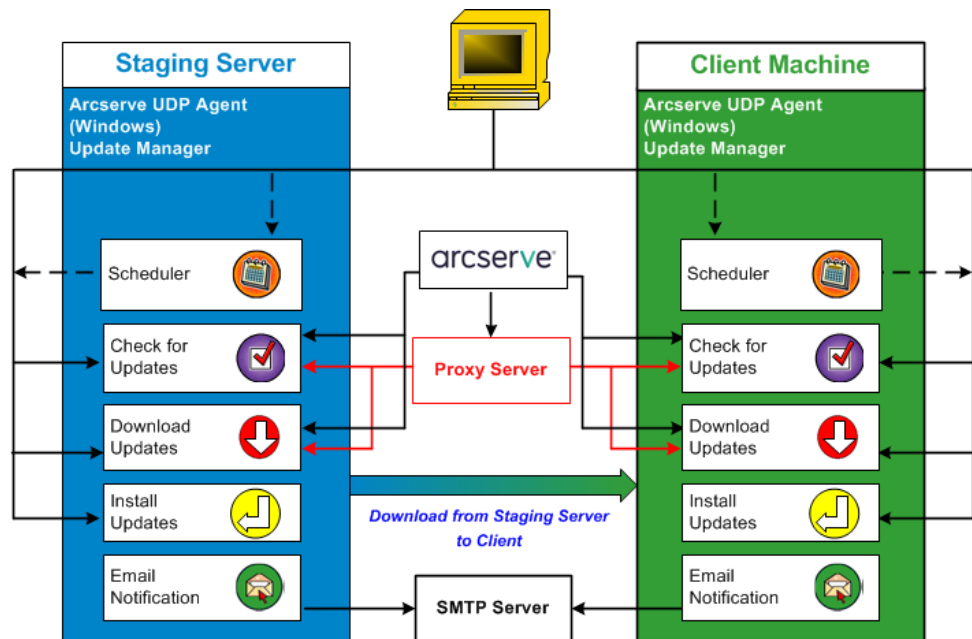 Staging Server
Arcserve UDP Agent
(Windows)
Update Manager
Scheduler
Check for
Updates
Download
Updates
Install
Updates
Email
Notification
arcserve®
Proxy Server
Download from Staging Server
to Client
SMTP Server
Client Machine
Arcserve UDP Agent
(Windows)
Update Manager
Scheduler
Check for
Updates
Download
Updates
Install
Updates
Email
Notification